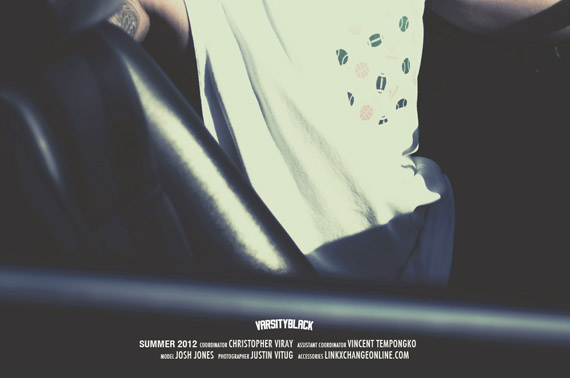 VARSITYBLACK
SUMMER 2012 COORDINATOR CHRISTOPHER VIRAY ASSISTANT COORDINATOR VINCENT TEMPONGKO
MODEL JOSH JONES PHOTOGRAPHER JUSTIN VITUG ACCESSORIES LINKXCHANGEONLINE.COM